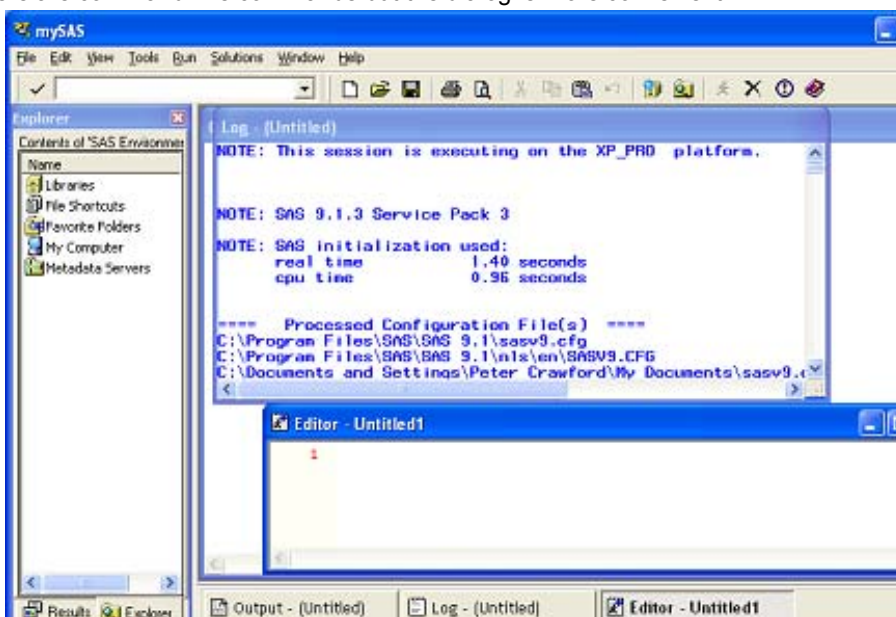 mySAS
File Edit View Tools Run Solutions Window Help
Explorer
Contents of 'SAS Environmen
Name
Libraries
File Shortcuts
Favorite Folders
My Computer
Metadata Servers
Log - (Untitled)
NOTE: This session is executing on the XP_PRO platform.
NOTE: SAS 9.1.3 Service Pack 3
NOTE: SAS initialization used:
real time 1.40 seconds
cpu time 0.96 seconds
==== Processed Configuration File(s) ====
C:\Program Files\SAS\SAS 9.1\sasv9.cfg
C:\Program Files\SAS\SAS 9.1\nls\en\SASV9.CFG
C:\Documents and Settings\Peter Crawford\My Documents\sasv9.c
Editor - Untitled1
1
Results Explorer
Output - (Untitled) Log - (Untitled) Editor - Untitled1